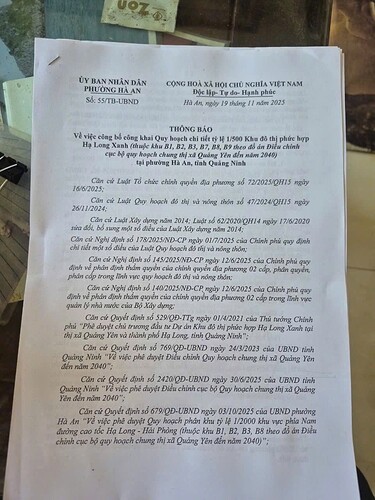 ỦY BAN NHÂN DÂN
PHƯỜNG HÀ AN
Số: 55/TB-UBND
CỘNG HOÀ XÃ HỘI CHỦ NGHĨA VIỆT NAM
Độc lập- Tự do- Hạnh phúc
Hà An, ngày 19 tháng 11 năm 2025
THÔNG BÁO
Về việc công bố công khai Quy hoạch chi tiết tỷ lệ 1/500 Khu đô thị phức hợp
Hạ Long Xanh (thuộc khu B1, B2, B3, B7, B8, B9 theo đồ án Điều chỉnh
cục bộ quy hoạch chung thị xã Quảng Yên đến năm 2040)
tại phường Hà An, tỉnh Quảng Ninh
Căn cứ Luật Tổ chức chính quyền địa phương số 72/2025/QH15 ngày
16/6/2025;
Căn cứ Luật Quy hoạch đô thị và nông thôn số 47/2024/QH15 ngày
26/11/2024;
Căn cứ Luật Xây dựng năm 2014; Luật số 62/2020/QH14 ngày 17/6/2020
sửa đổi, bổ sung một số điều của Luật Xây dựng năm 2014;
Căn cứ Nghị định số 178/2025/NĐ-CP ngày 01/7/2025 của Chính phủ quy định
chi tiết một số điều của Luật Quy hoạch đô thị và nông thôn;
Căn cứ Nghị định số 145/2025/NĐ-CP ngày 12/6/2025 của Chính phủ quy
định về phân định thẩm quyền của chính quyền địa phương 02 cấp, phân quyền,
phân cấp trong lĩnh vực quy hoạch đô thị và nông thôn;
Căn cứ Nghị định số 140/2025/NĐ-CP ngày 12/6/2025 của Chính phủ quy
định về phân định thẩm quyền của chính quyền địa phương 02 cấp trong lĩnh vực
quản lý nhà nước của Bộ Xây dựng;
Căn cứ Quyết định số 529/QĐ-TTg ngày 01/04/2021 của Thủ tướng Chính
phủ "Phê duyệt chủ trương đầu tư Dự án Khu đô thị phức hợp Hạ Long Xanh tại
thị xã Quảng Yên và thành phố Hạ Long, tỉnh Quảng Ninh";
Căn cứ Quyết định số 769/QĐ-UBND ngày 24/3/2023 của UBND tỉnh
Quảng Ninh "Về việc phê duyệt Điều chỉnh Quy hoạch chung thị xã Quảng Yên
đến năm 2040";
Căn cứ Quyết định số 2420/QĐ-UBND ngày 30/6/2025 của UBND tỉnh
Quảng Ninh "Về việc phê duyệt Điều chỉnh cục bộ Quy hoạch chung thị xã Quảng
Yên đến năm 2040";
Căn cứ Quyết định số 679/QĐ-UBND ngày 03/10/2025 của UBND phường
Hà An "Về việc phê duyệt Quy hoạch phân khu tỷ lệ 1/2000 khu vực phía Nam
đường cao tốc Hạ Long - Hải Phòng (thuộc khu B1, B2, B3, B8 theo đồ án Điều
chỉnh cục bộ quy hoạch chung thị xã Quảng Yên đến năm 2040)";